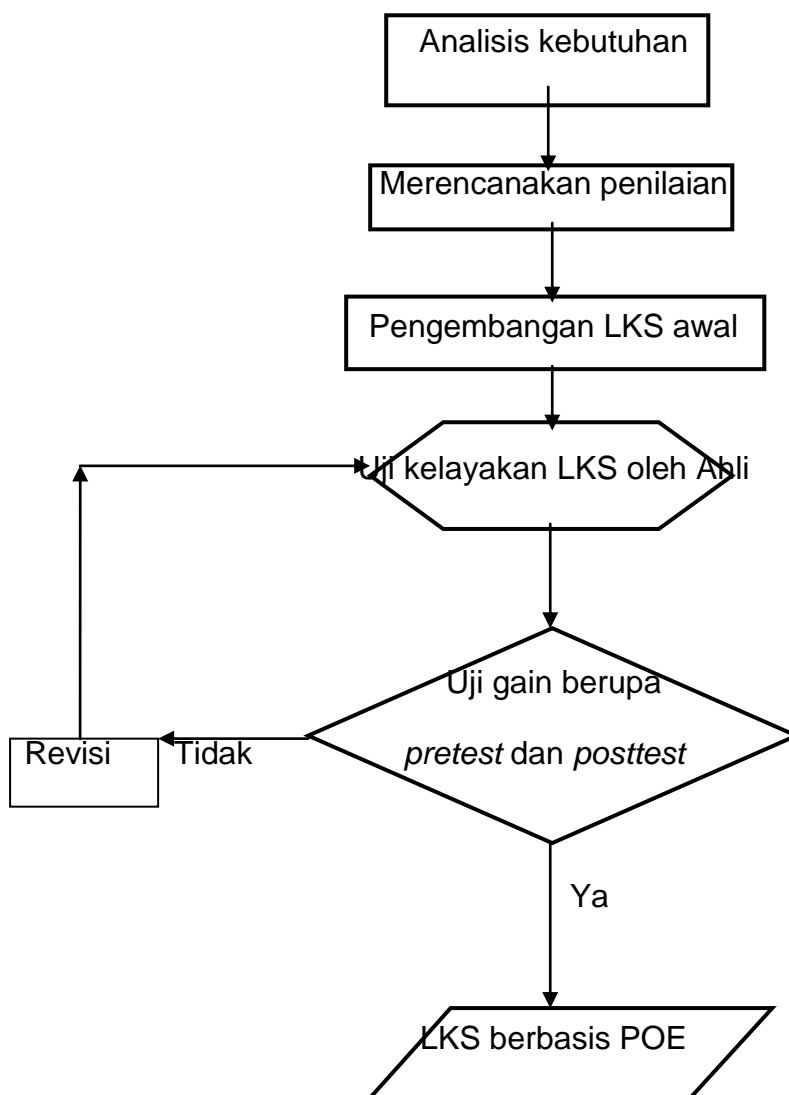 Analisis kebutuhan
Merencanakan penilaian
Pengembangan LKS awal
Uji kelayakan LKS oleh Ahli
Uji gain berupa
pretest dan posttest
Revisi
Tidak
Ya
LKS berbasis POE